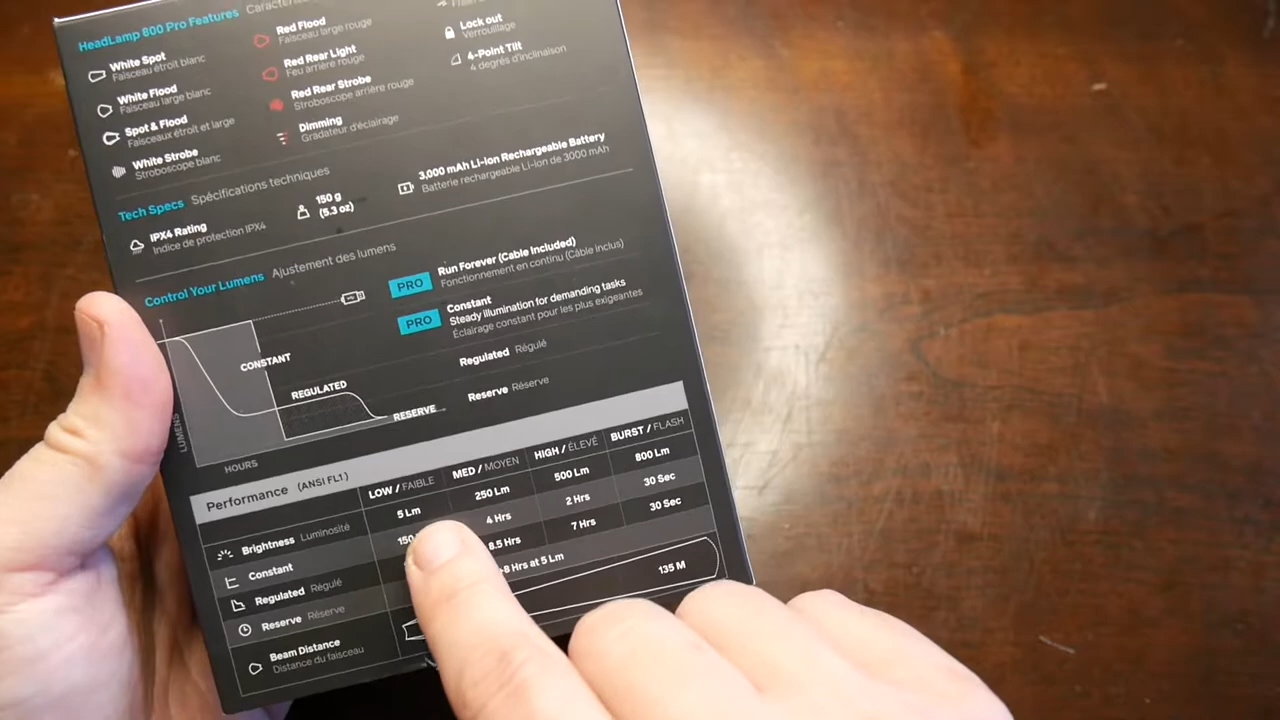 HeadLamp 800 Pro Features
White Spot
Faisceau étroit blanc
White Flood
Faisceau large blanc
Spot & Flood
Faisceaux étroit et large
White Strobe
Stroboscope blanc
Red Flood
Faisceau large rouge
Red Rear Light
Feu arrière rouge
Red Rear Strobe
Stroboscope arrière rouge
Dimming
Gradateur d'éclairage
Lock out
Verrouillage
4-Point Tilt
4 degrés d'inclinaison
Tech Specs Spécifications techniques
IPX4 Rating
Indice de protection IPX4
150 g
(5.3 oz)
3,000 mAh Li-Ion Rechargeable Battery
Batterie rechargeable Li-ion de 3000 mAh
Control Your Lumens Ajustement des lumens
PRO Run Forever (Cable Included)
Fonctionnement en continu (Câble Inclus)
PRO Constant
Steady illumination for demanding tasks
Éclairage constant pour les plus exigeantes
Regulated Régulé
Reserve Réserve
CONSTANT
REGULATED
RESERVE
LUMENS
HOURS
Performance (ANSI FL1)
LOW / FAIBLE MED / MOYEN HIGH / ÉLEVÉ BURST / FLASH
Brightness Luminosité 5 Lm 250 Lm 500 Lm 800 Lm
Constant 150 4 Hrs 2 Hrs 30 Sec
Regulated Régulé 8.5 Hrs 7 Hrs 30 Sec
Reserve Réserve Hrs at 5 Lm
Beam Distance 135 M
Distance du faisceau